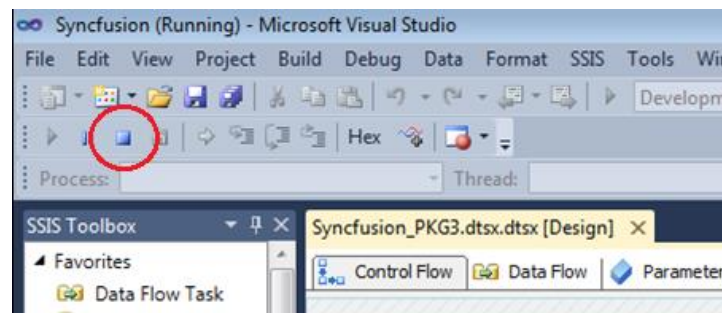 Syncfusion (Running) - Microsoft Visual Studio
File Edit View Project Build Debug Data Format SSIS Tools
Hex
Process: Thread:
SSIS Toolbox Syncfusion_PKG3.dtsx.dtsx [Design]
Favorites Control Flow Data Flow
Data Flow Task